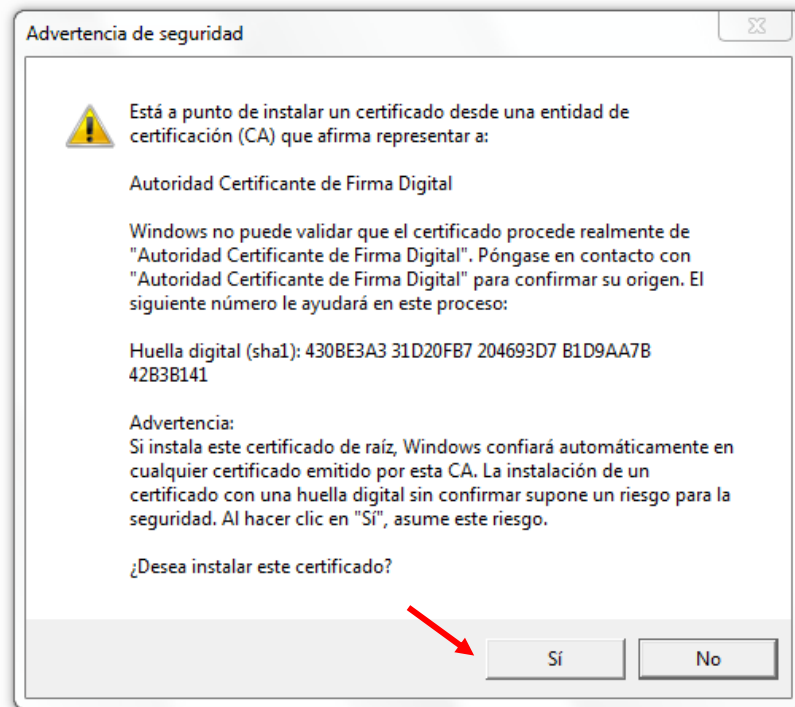 Advertencia de seguridad
Está a punto de instalar un certificado desde una entidad de
certificación (CA) que afirma representar a:
Autoridad Certificante de Firma Digital
Windows no puede validar que el certificado procede realmente de
"Autoridad Certificante de Firma Digital". Póngase en contacto con
"Autoridad Certificante de Firma Digital" para confirmar su origen. El
siguiente número le ayudará en este proceso:
Huella digital (sha1): 430BE3A3 31D20FB7 204693D7 B1D9AA7B
42B3B141
Advertencia:
Si instala este certificado de raíz, Windows confiará automáticamente en
cualquier certificado emitido por esta CA. La instalación de un
certificado con una huella digital sin confirmar supone un riesgo para la
seguridad. Al hacer clic en "Sí", asume este riesgo.
¿Desea instalar este certificado?
Sí
No